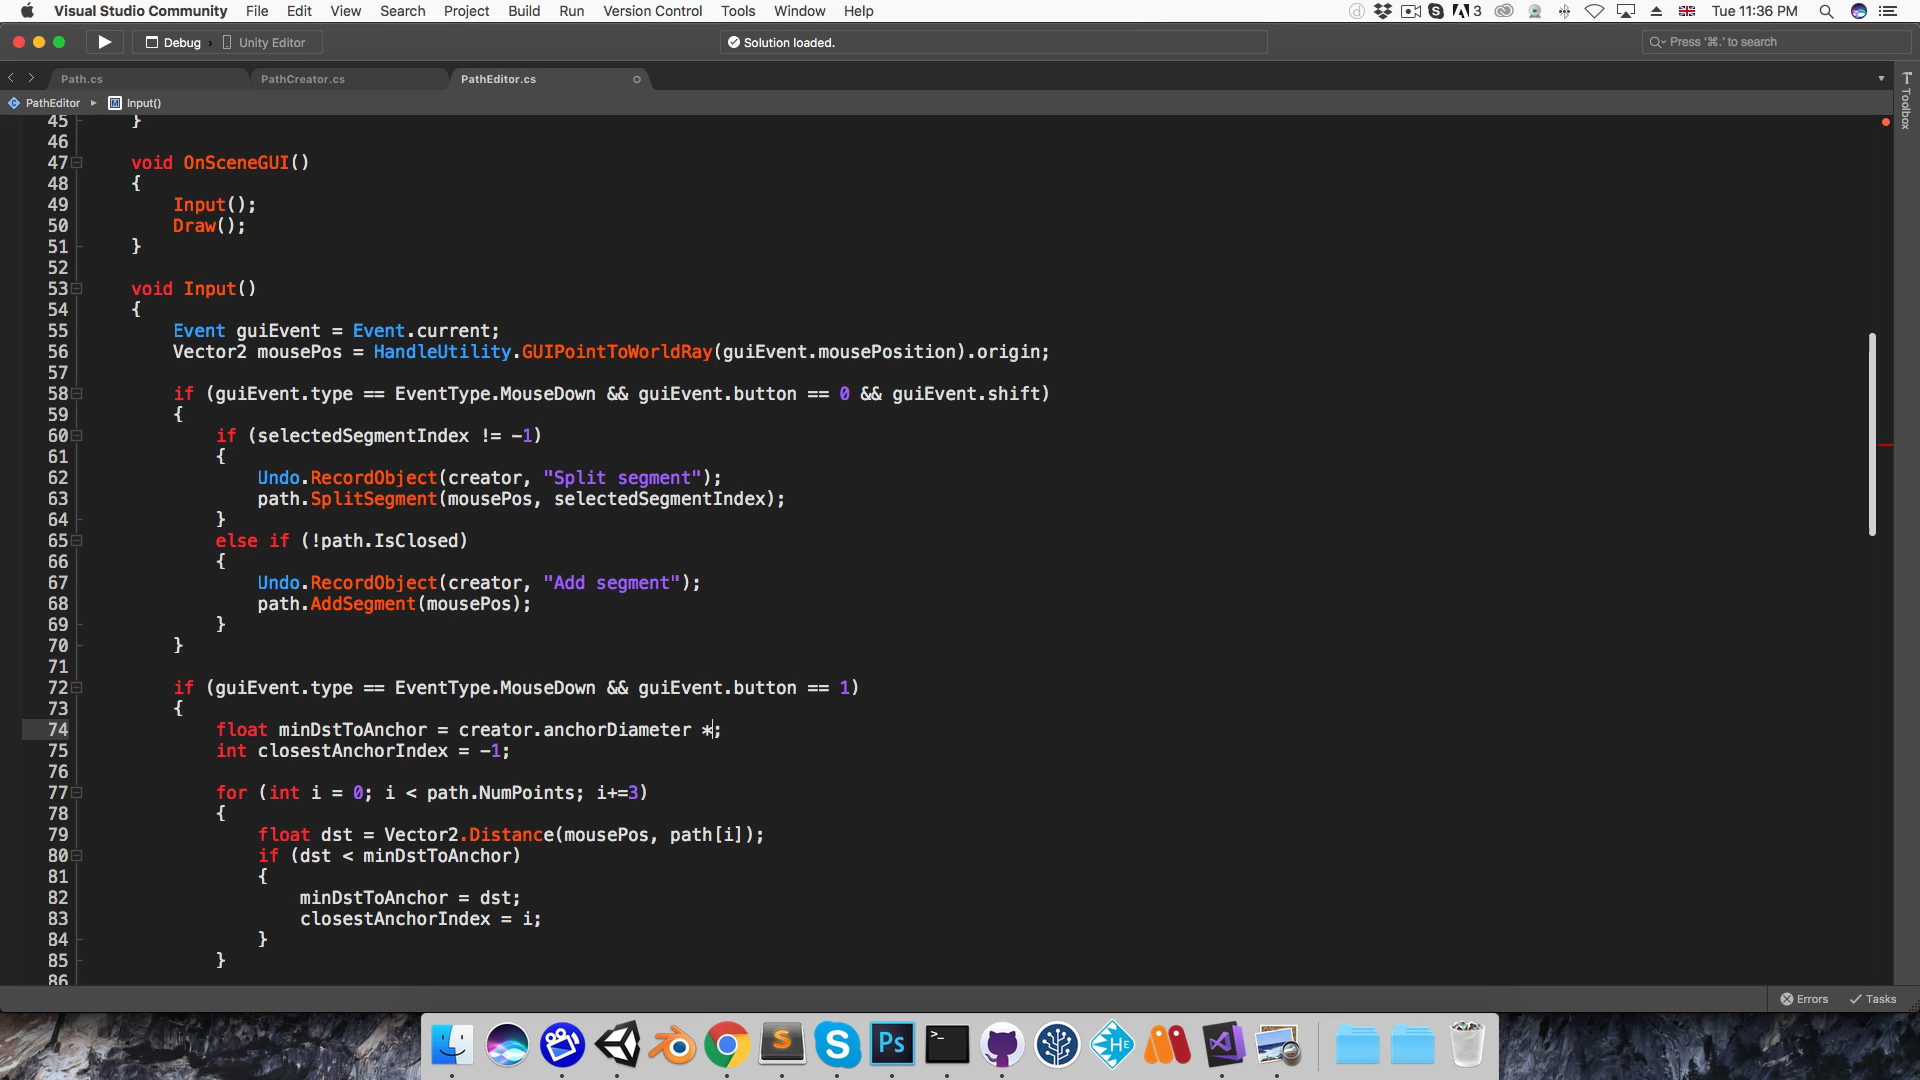 Visual Studio Community File Edit View Search Project Build Run Version Control Tools Window Help 3 Tue 11:36 PM
Debug Unity Editor Solution loaded. Press '⌘.' to search
Path.cs PathCreator.cs PathEditor.cs
PathEditor Input()
Toolbox
45 }
46
47 void OnSceneGUI()
48 {
49 Input();
50 Draw();
51 }
52
53 void Input()
54 {
55 Event guiEvent = Event.current;
56 Vector2 mousePos = HandleUtility.GUIPointToWorldRay(guiEvent.mousePosition).origin;
57
58 if (guiEvent.type == EventType.MouseDown && guiEvent.button == 0 && guiEvent.shift)
59 {
60 if (selectedSegmentIndex != -1)
61 {
62 Undo.RecordObject(creator, "Split segment");
63 path.SplitSegment(mousePos, selectedSegmentIndex);
64 }
65 else if (!path.IsClosed)
66 {
67 Undo.RecordObject(creator, "Add segment");
68 path.AddSegment(mousePos);
69 }
70 }
71
72 if (guiEvent.type == EventType.MouseDown && guiEvent.button == 1)
73 {
74 float minDstToAnchor = creator.anchorDiameter *;
75 int closestAnchorIndex = -1;
76
77 for (int i = 0; i < path.NumPoints; i+=3)
78 {
79 float dst = Vector2.Distance(mousePos, path[i]);
80 if (dst < minDstToAnchor)
81 {
82 minDstToAnchor = dst;
83 closestAnchorIndex = i;
84 }
85 }
86
Errors Tasks
S S Ps >_ HE